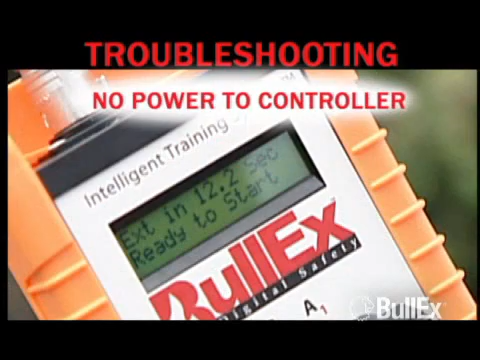 TROUBLESHOOTING
NO POWER TO CONTROLLER
TM
Intelligent Training
Ext in 12.2 Sec
Ready to Start
BullEx
Digital Safety
A1
BullEx